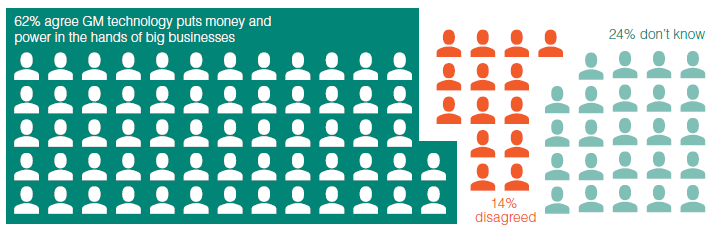 62% agree GM technology puts money and
power in the hands of big businesses
24% don’t know
14%
disagreed